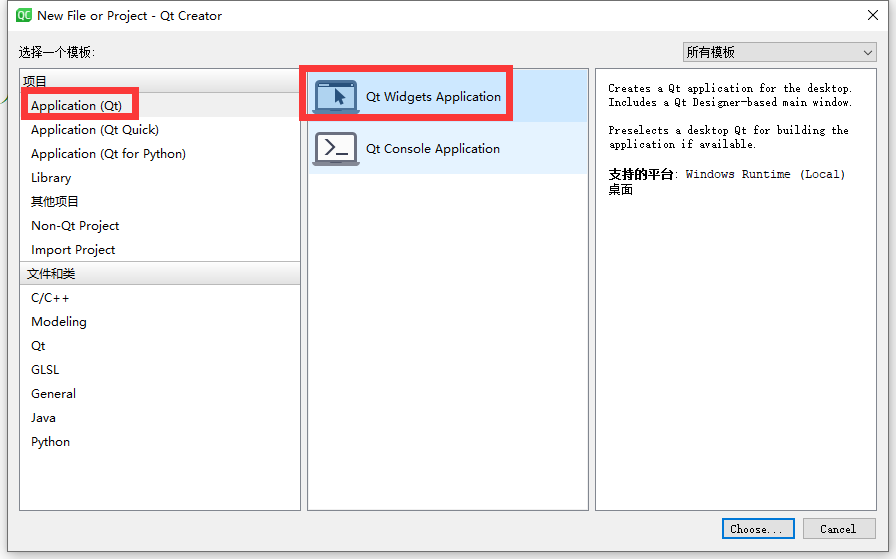 QC New File or Project - Qt Creator
选择一个模板:
所有模板
项目
Application (Qt)
Application (Qt Quick)
Application (Qt for Python)
Library
其他项目
Non-Qt Project
Import Project
文件和类
C/C++
Modeling
Qt
GLSL
General
Java
Python
Qt Widgets Application
Qt Console Application
Creates a Qt application for the desktop.
Includes a Qt Designer-based main window.
Preselects a desktop Qt for building the
application if available.
支持的平台: Windows Runtime (Local)
桌面
Choose...
Cancel